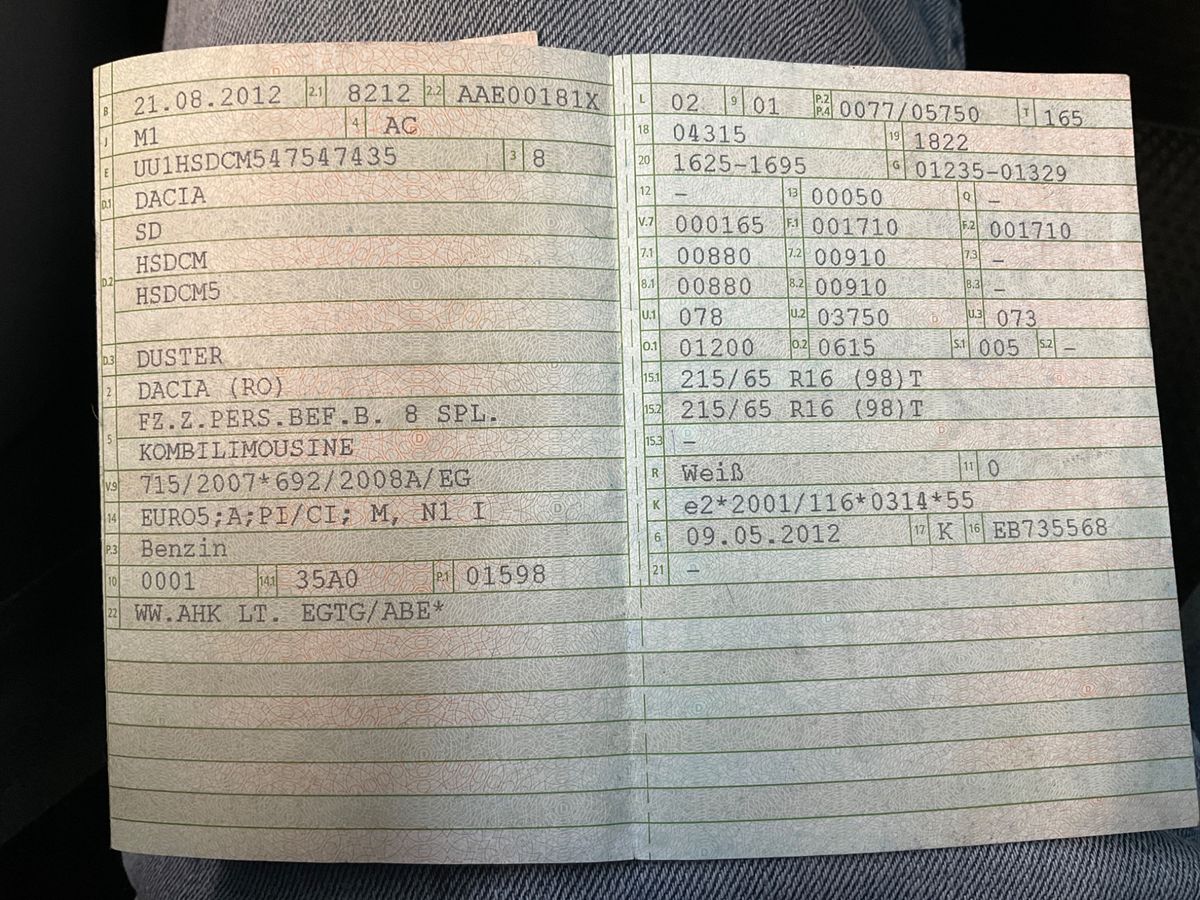 B 21.08.2012 2.1 8212 2.2 AAE00181X
J M1 4 AC
E UU1HSDCM547547435 3 8
D.1 DACIA
SD
D.2 HSDCM
HSDCM5
D.3 DUSTER
2 DACIA (RO)
5 FZ.Z.PERS.BEF.B. 8 SPL.
KOMBILIMOUSINE
V.9 715/2007*692/2008A/EG
14 EURO5;A;PI/CI; M, N1 I
P.3 Benzin
10 0001 14.1 35A0 P.1 01598
22 WW.AHK LT. EGTG/ABE*
L 02 9 01 P.2 P.4 0077/05750 T 165
18 04315 19 1822
20 1625-1695 G 01235-01329
12 – 13 00050 Q –
V.7 000165 F.1 001710 F.2 001710
7.1 00880 7.2 00910 7.3 –
8.1 00880 8.2 00910 8.3 –
U.1 078 U.2 03750 U.3 073
O.1 01200 O.2 0615 S.1 005 S.2 –
15.1 215/65 R16 (98)T
15.2 215/65 R16 (98)T
15.3 –
R Weiß 11 0
K e2*2001/116*0314*55
6 09.05.2012 17 K 16 EB735568
21 –